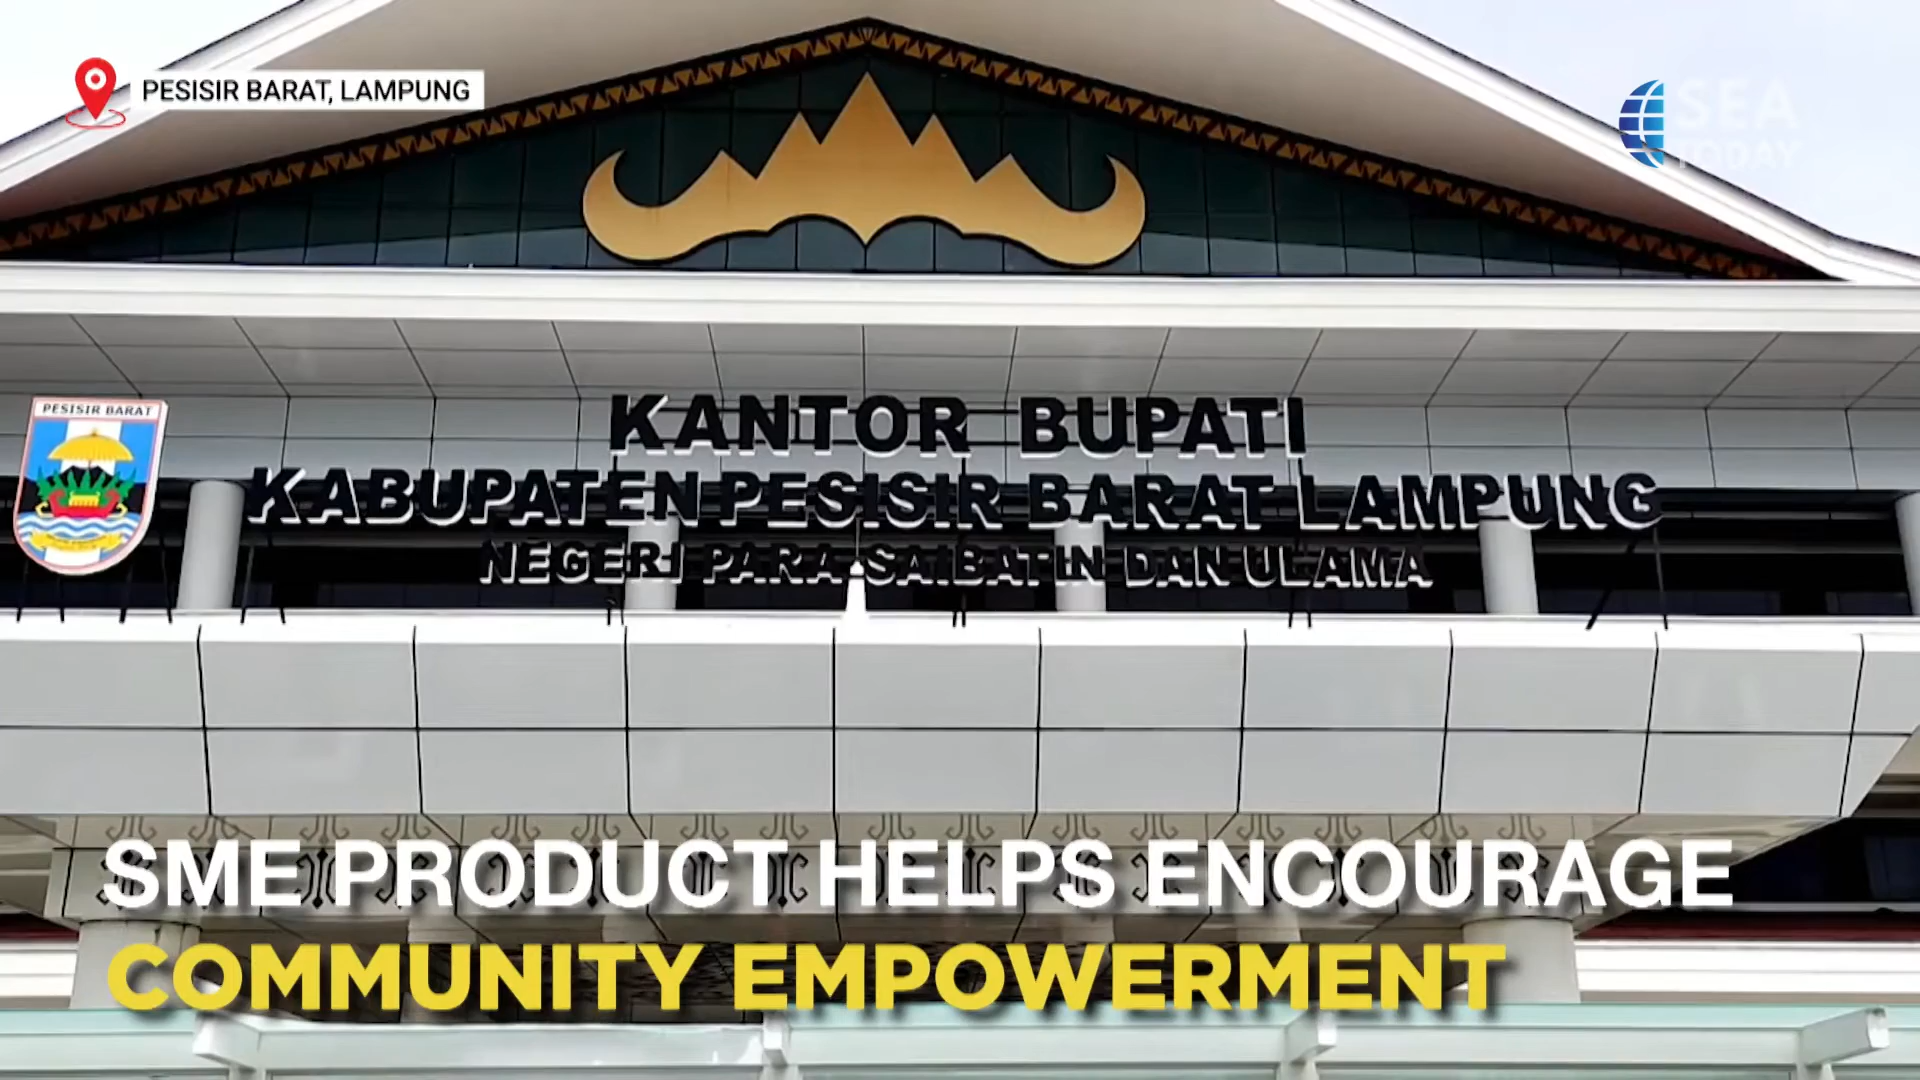 PESISIR BARAT, LAMPUNG
SEA
TODAY
PESISIR BARAT
KANTOR BUPATI
KABUPATEN PESISIR BARAT LAMPUNG
NEGERI PARA SAIBATIN DAN ULAMA
SME PRODUCT HELPS ENCOURAGE
COMMUNITY EMPOWERMENT